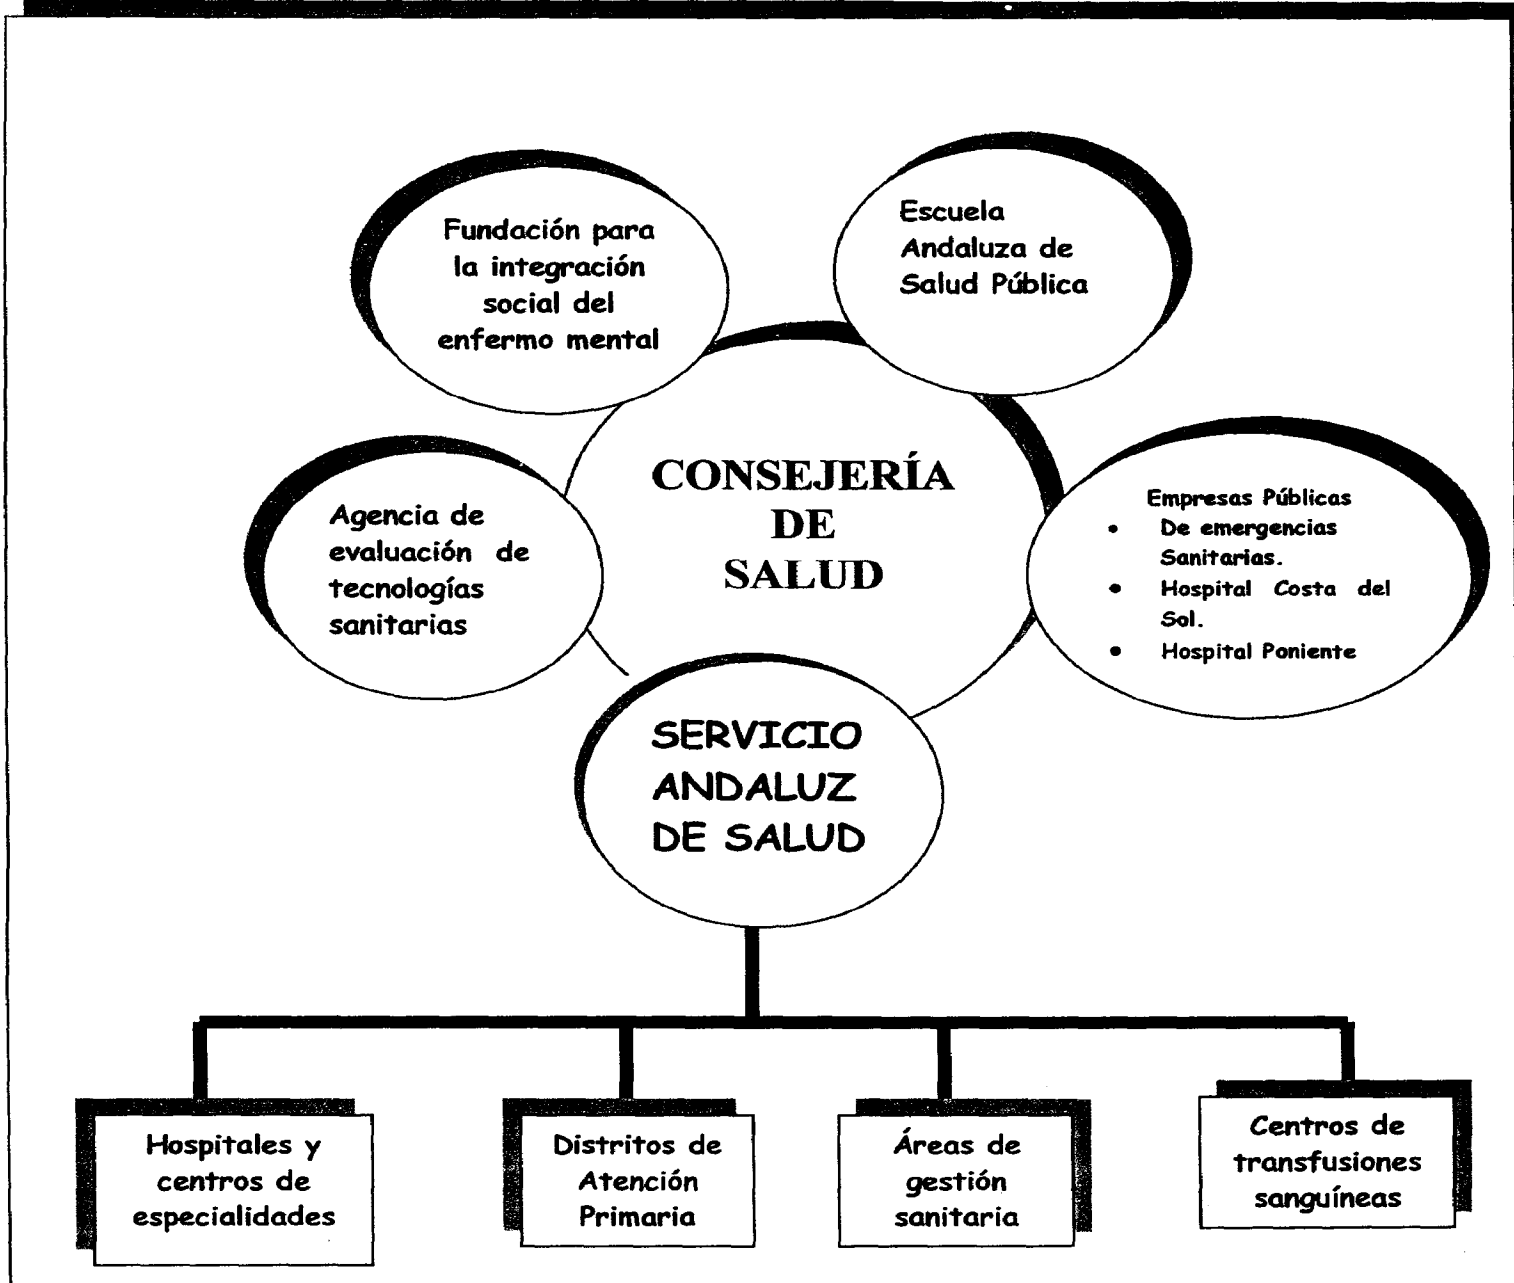 Fundación para
la integración
social del
enfermo mental
Escuela
Andaluza de
Salud Pública
CONSEJERÍA
DE
SALUD
Agencia de
evaluación de
tecnologías
sanitarias
Empresas Públicas
• De emergencias
Sanitarias.
• Hospital Costa del
Sol.
• Hospital Poniente
SERVICIO
ANDALUZ
DE SALUD
Hospitales y
centros de
especialidades
Distritos de
Atención
Primaria
Áreas de
gestión
sanitaria
Centros de
transfusiones
sanguíneas